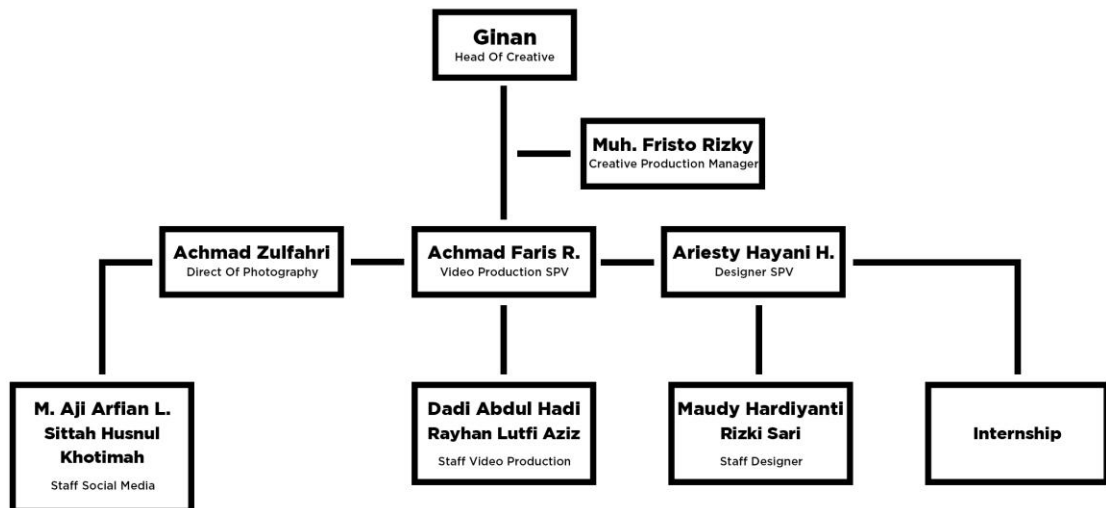 Ginan
Head Of Creative
Muh. Fristo Rizky
Creative Production Manager
Achmad Zulfahri
Direct Of Photography
Achmad Faris R.
Video Production SPV
Ariesty Hayani H.
Designer SPV
M. Aji Arfian L.
Sittah Husnul
Khotimah
Staff Social Media
Dadi Abdul Hadi
Rayhan Lutfi Aziz
Staff Video Production
Maudy Hardiyanti
Rizki Sari
Staff Designer
Internship